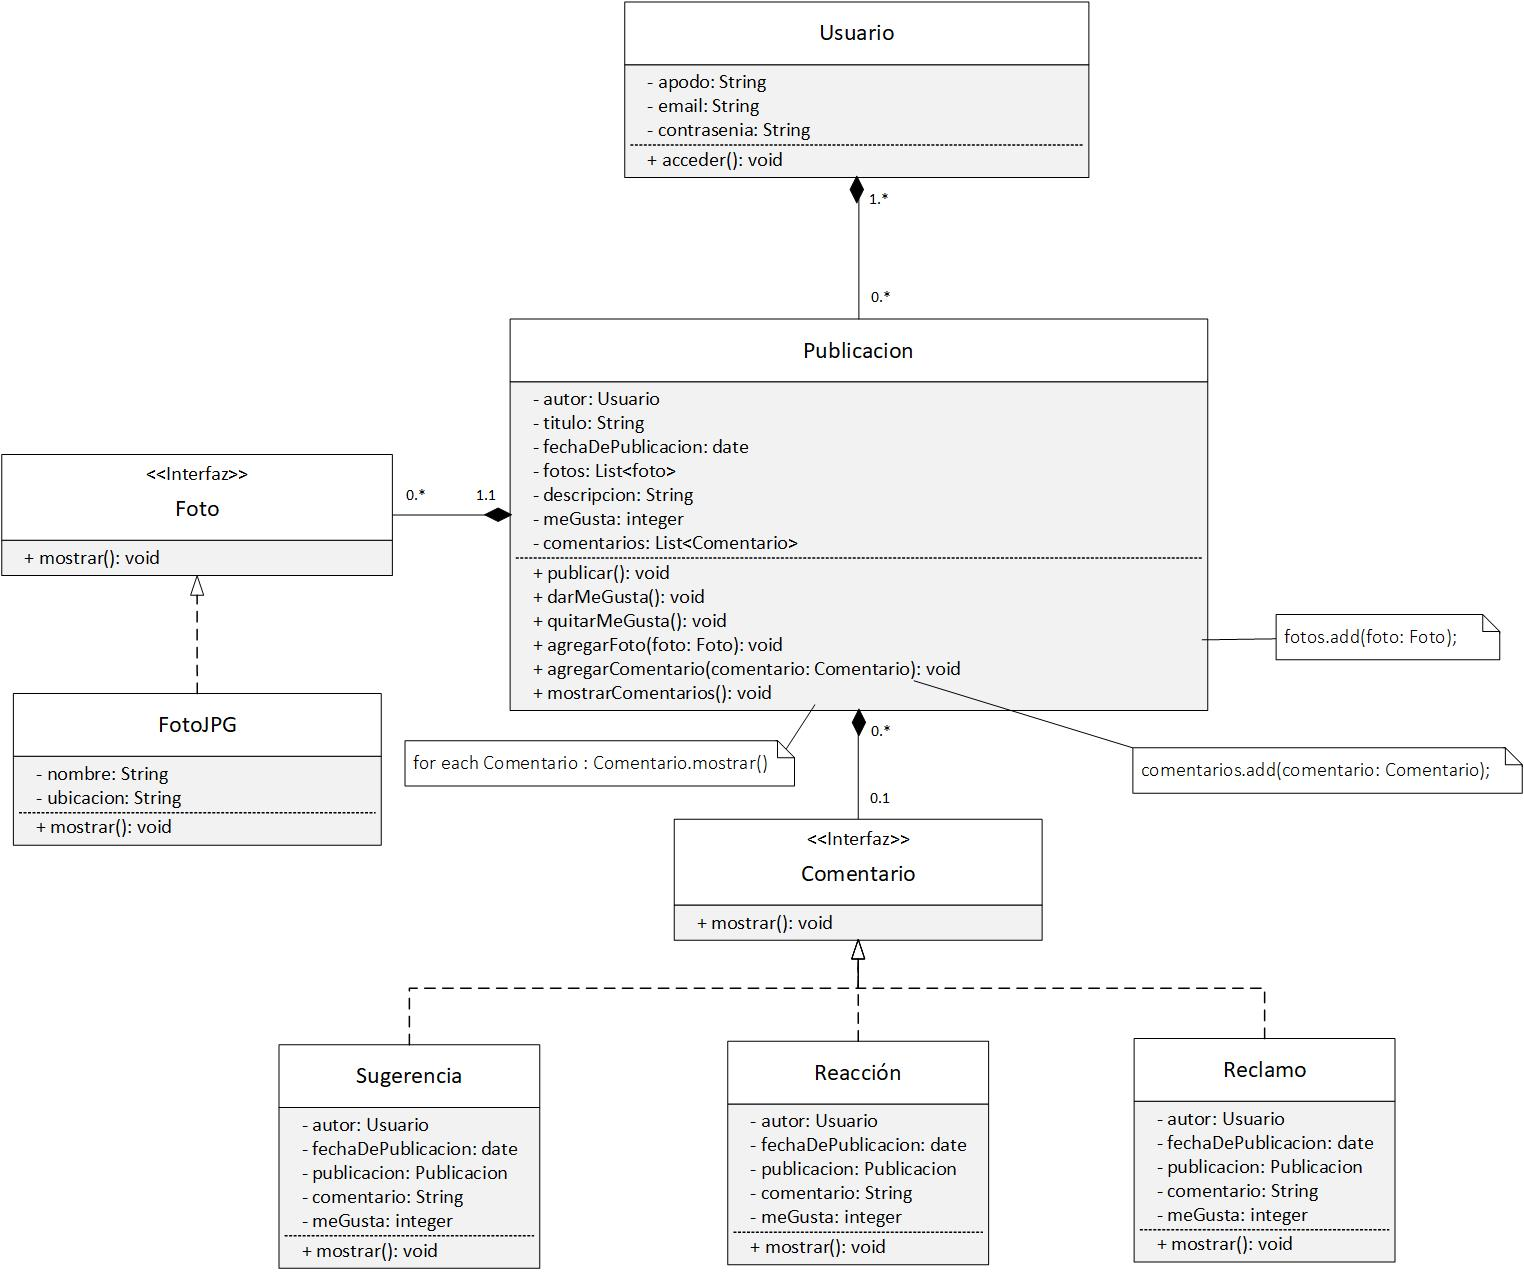 Usuario
- apodo: String
- email: String
- contrasenia: String
+ acceder(): void
1.*
0.*
Publicacion
- autor: Usuario
- titulo: String
- fechaDePublicacion: date
- fotos: List<foto>
- descripcion: String
- meGusta: integer
- comentarios: List<Comentario>
+ publicar(): void
+ darMeGusta(): void
+ quitarMeGusta(): void
+ agregarFoto(foto: Foto): void
+ agregarComentario(comentario: Comentario): void
+ mostrarComentarios(): void
<<Interfaz>>
Foto
+ mostrar(): void
0.*
1.1
FotoJPG
- nombre: String
- ubicacion: String
+ mostrar(): void
fotos.add(foto: Foto);
for each Comentario : Comentario.mostrar()
comentarios.add(comentario: Comentario);
0.*
0.1
<<Interfaz>>
Comentario
+ mostrar(): void
Sugerencia
- autor: Usuario
- fechaDePublicacion: date
- publicacion: Publicacion
- comentario: String
- meGusta: integer
+ mostrar(): void
Reacción
- autor: Usuario
- fechaDePublicacion: date
- publicacion: Publicacion
- comentario: String
- meGusta: integer
+ mostrar(): void
Reclamo
- autor: Usuario
- fechaDePublicacion: date
- publicacion: Publicacion
- comentario: String
- meGusta: integer
+ mostrar(): void